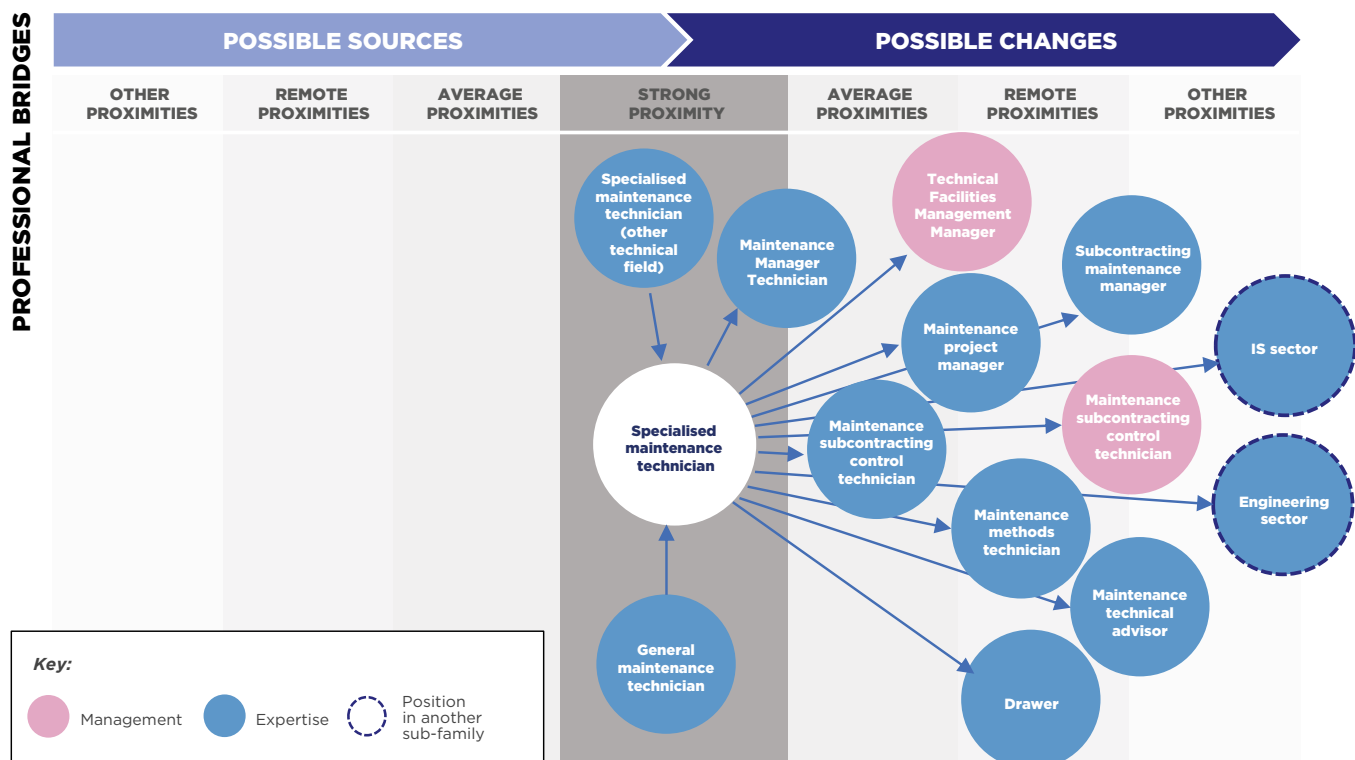 PROFESSIONAL BRIDGES
POSSIBLE SOURCES
POSSIBLE CHANGES
OTHER
PROXIMITIES
REMOTE
PROXIMITIES
AVERAGE
PROXIMITIES
STRONG
PROXIMITY
AVERAGE
PROXIMITIES
REMOTE
PROXIMITIES
OTHER
PROXIMITIES
Specialised
maintenance
technician
(other
technical
field)
Maintenance
Manager
Technician
Technical
Facilities
Management
Manager
Subcontracting
maintenance
manager
Maintenance
project
manager
IS sector
Specialised
maintenance
technician
Maintenance
subcontracting
control
technician
Maintenance
subcontracting
control
technician
Engineering
sector
Maintenance
methods
technician
Maintenance
technical
advisor
General
maintenance
technician
Drawer
Key:
Management
Expertise
Position
in another
sub-family